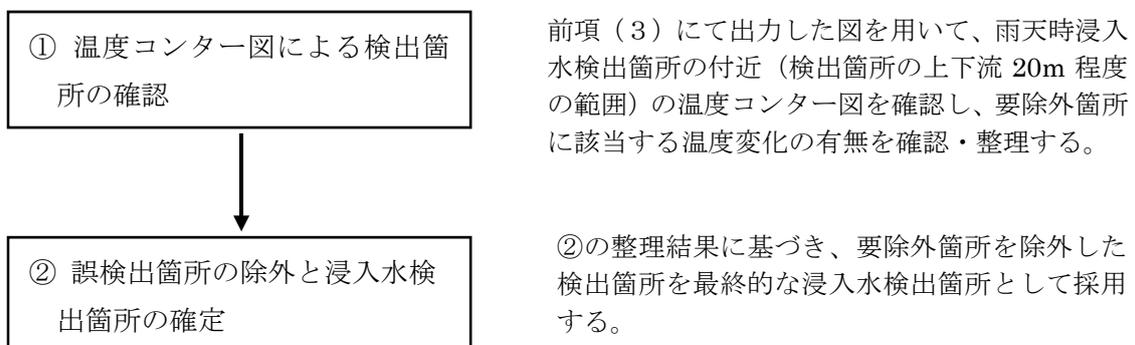 ① 温度コンター図による検出箇
所の確認
前項（３）にて出力した図を用いて、雨天時浸入
水検出箇所の付近（検出箇所の上下流 20m 程度
の範囲）の温度コンター図を確認し、要除外箇所
に該当する温度変化の有無を確認・整理する。
② 誤検出箇所の除外と浸入水検
出箇所の確定
②の整理結果に基づき、要除外箇所を除外した
検出箇所を最終的な浸入水検出箇所として採用
する。